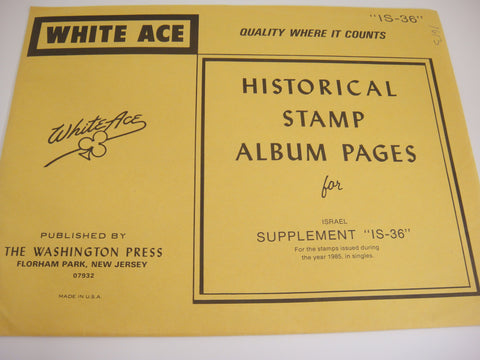 WHITE ACE
"IS-36"
QUALITY WHERE IT COUNTS
HISTORICAL
STAMP
ALBUM PAGES
for
ISRAEL
SUPPLEMENT "IS-36"
For the stamps issued during
the year 1985, in singles.
White Ace
PUBLISHED BY
THE WASHINGTON PRESS
FLORHAM PARK, NEW JERSEY
07932
MADE IN U.S.A.